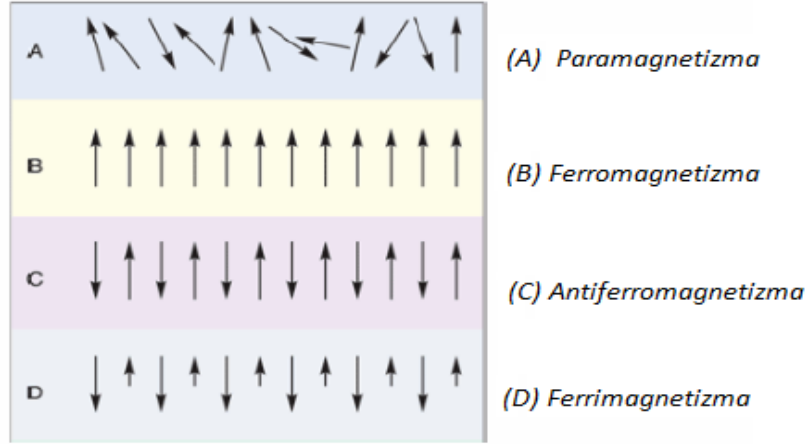 A (A) Paramagnetizma
B (B) Ferromagnetizma
C (C) Antiferromagnetizma
D (D) Ferrimagnetizma